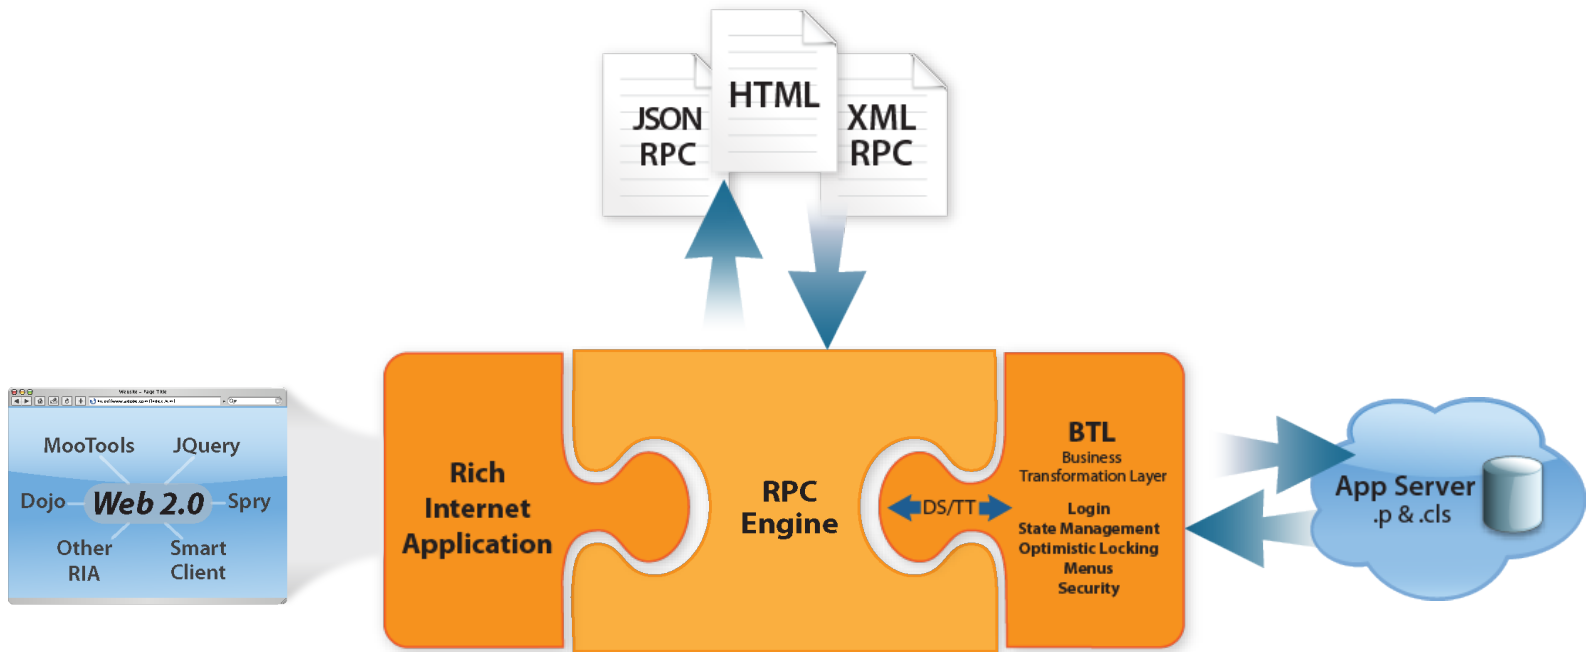 JSON
RPC
HTML
XML
RPC
MooTools
JQuery
Dojo
Web 2.0
Spry
Other
RIA
Smart
Client
Rich
Internet
Application
RPC
Engine
DS/TT
BTL
Business
Transformation Layer
Login
State Management
Optimistic Locking
Menus
Security
App Server
.p & .cls